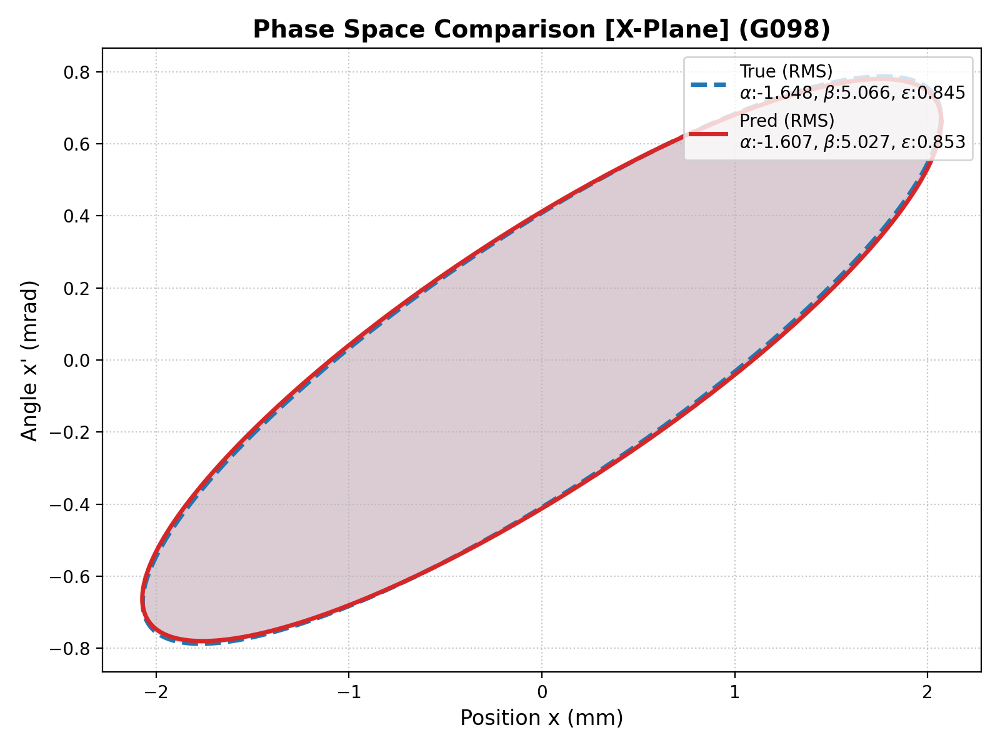 Phase Space Comparison [X-Plane] (G098)
True (RMS)
α:-1.648, β:5.066, ε:0.845
Pred (RMS)
α:-1.607, β:5.027, ε:0.853
Angle x' (mrad)
0.8
0.6
0.4
0.2
0.0
−0.2
−0.4
−0.6
−0.8
−2
−1
0
1
2
Position x (mm)